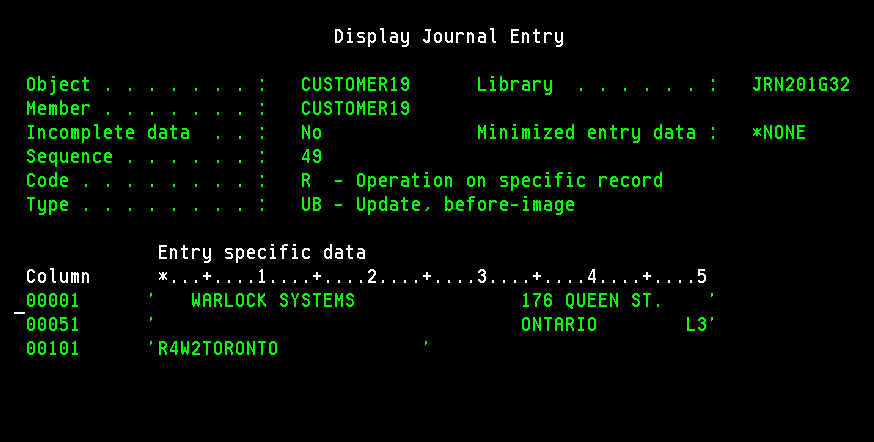 Display Journal Entry
Object . . . . . . . :   CUSTOMER19      Library  . . . . . . :   JRN201G32
Member . . . . . . . :   CUSTOMER19
Incomplete data  . . :   No              Minimized entry data :   *NONE
Sequence . . . . . . :   49
Code . . . . . . . . :   R  - Operation on specific record
Type . . . . . . . . :   UB - Update, before-image
Entry specific data
Column      *...+....1....+....2....+....3....+....4....+....5
00001      '   WARLOCK SYSTEMS               176 QUEEN ST.    '
00051      '                                 ONTARIO        L3'
00101      'R4W2TORONTO             '